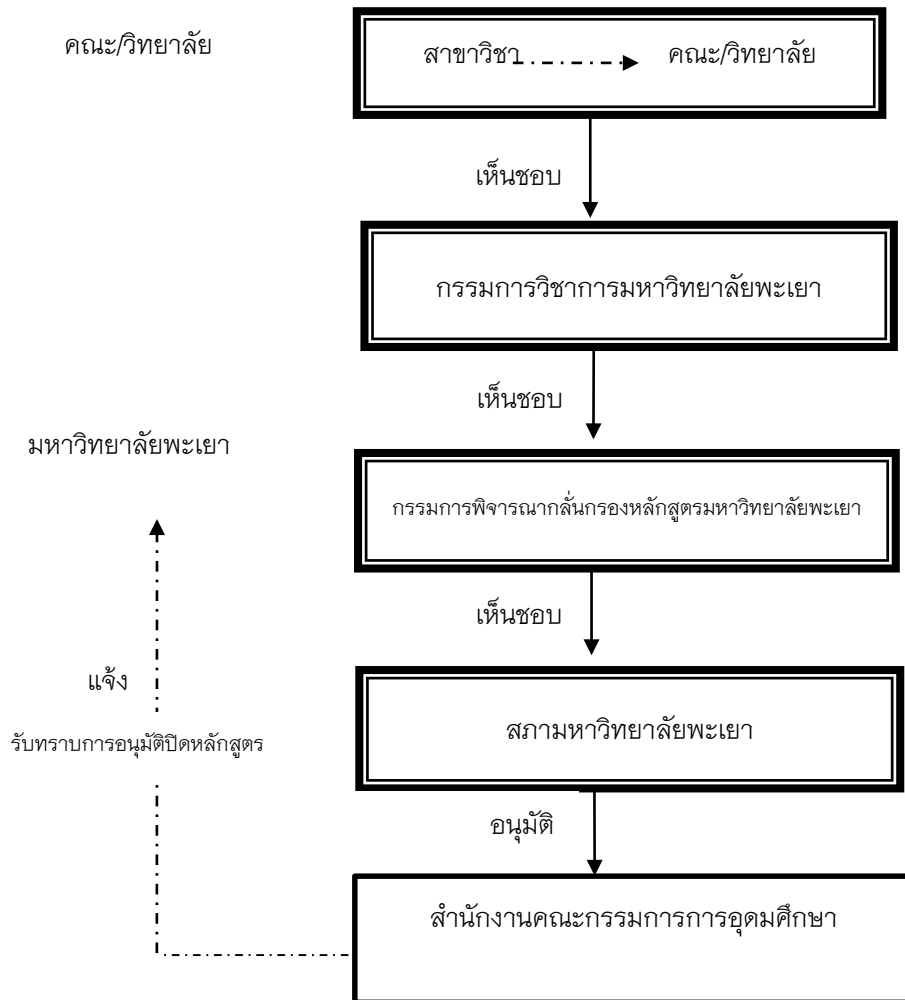 คณะ/วิทยาลัย
สาขาวิชา คณะ/วิทยาลัย
เห็นชอบ
กรรมการวิชาการมหาวิทยาลัยพะเยา
เห็นชอบ
มหาวิทยาลัยพะเยา
กรรมการพิจารณากลั่นกรองหลักสูตรมหาวิทยาลัยพะเยา
เห็นชอบ
แจ้ง
รับทราบการอนุมัติปิดหลักสูตร
สภามหาวิทยาลัยพะเยา
อนุมัติ
สำนักงานคณะกรรมการการอุดมศึกษา